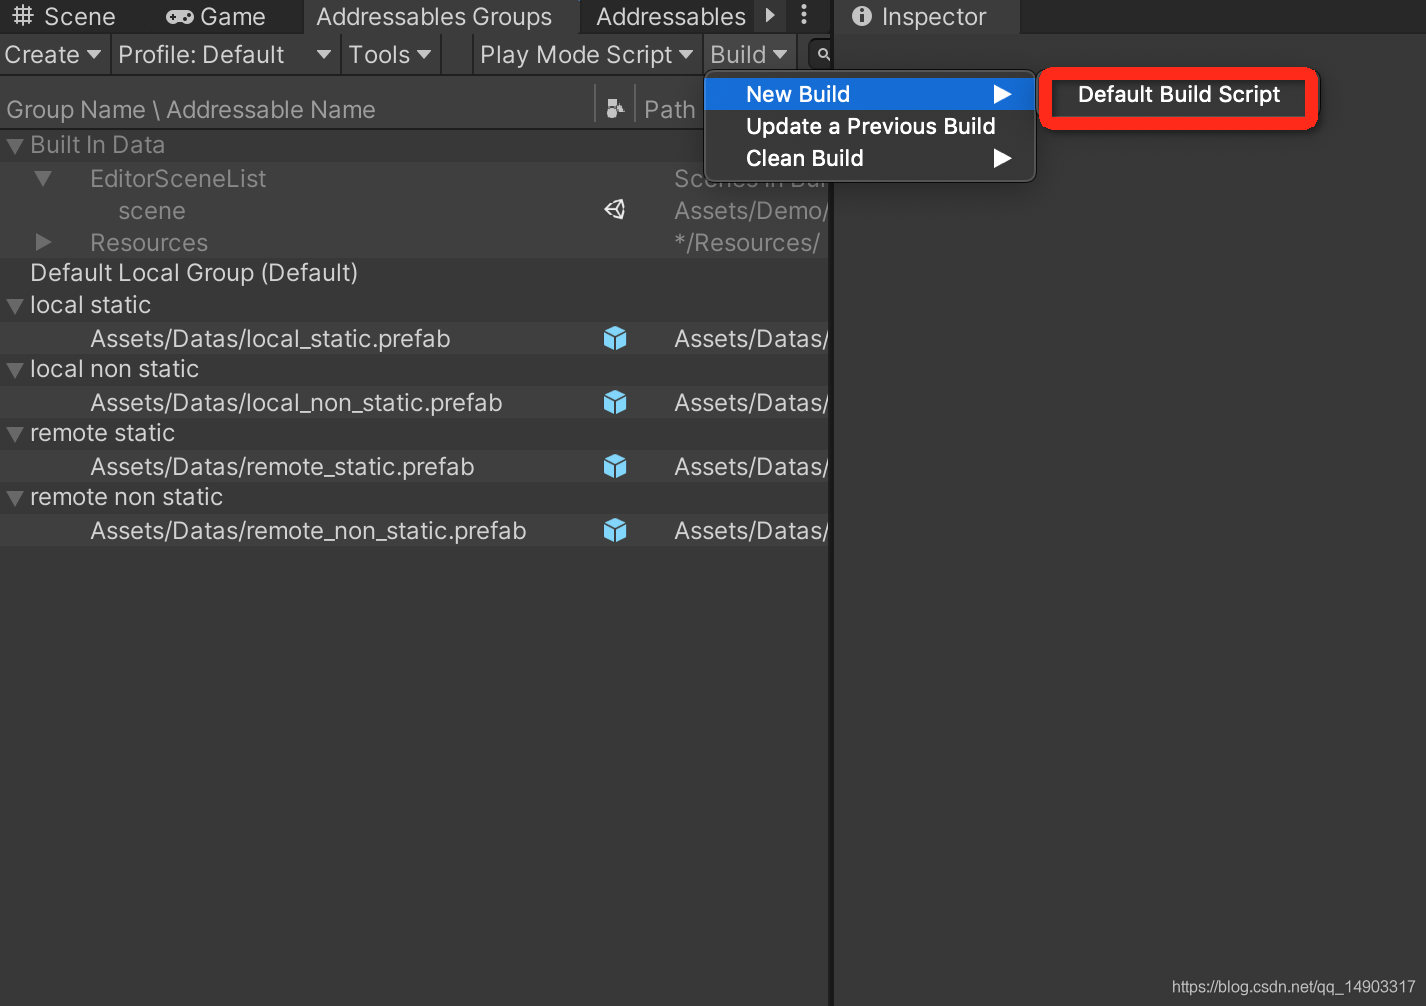 Scene Game Addressables Groups Addressables Inspector
Create Profile: Default Tools Play Mode Script Build
Group Name \ Addressable Name Path
New Build Default Build Script
Update a Previous Build
Clean Build
Built In Data
EditorSceneList Scenes In
scene Assets/Demo/
Resources */Resources/
Default Local Group (Default)
local static
Assets/Datas/local_static.prefab Assets/Datas/
local non static
Assets/Datas/local_non_static.prefab Assets/Datas/
remote static
Assets/Datas/remote_static.prefab Assets/Datas/
remote non static
Assets/Datas/remote_non_static.prefab Assets/Datas/
https://blog.csdn.net/qq_14903317